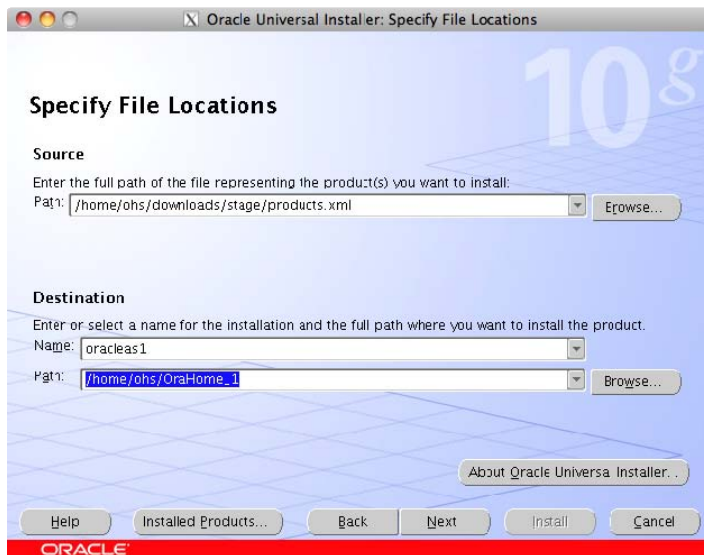 X Oracle Universal Installer: Specify File Locations
10g
Specify File Locations
Source
Enter the full path of the file representing the product(s) you want to install:
Path: /home/ohs/downloads/stage/products.xml Browse...
Destination
Enter or select a name for the installation and the full path where you want to install the product.
Name: oracleas1
Path: /home/ohs/OraHome_1 Browse...
About Oracle Universal Installer...
Help Installed Products... Back Next Install Cancel
ORACLE